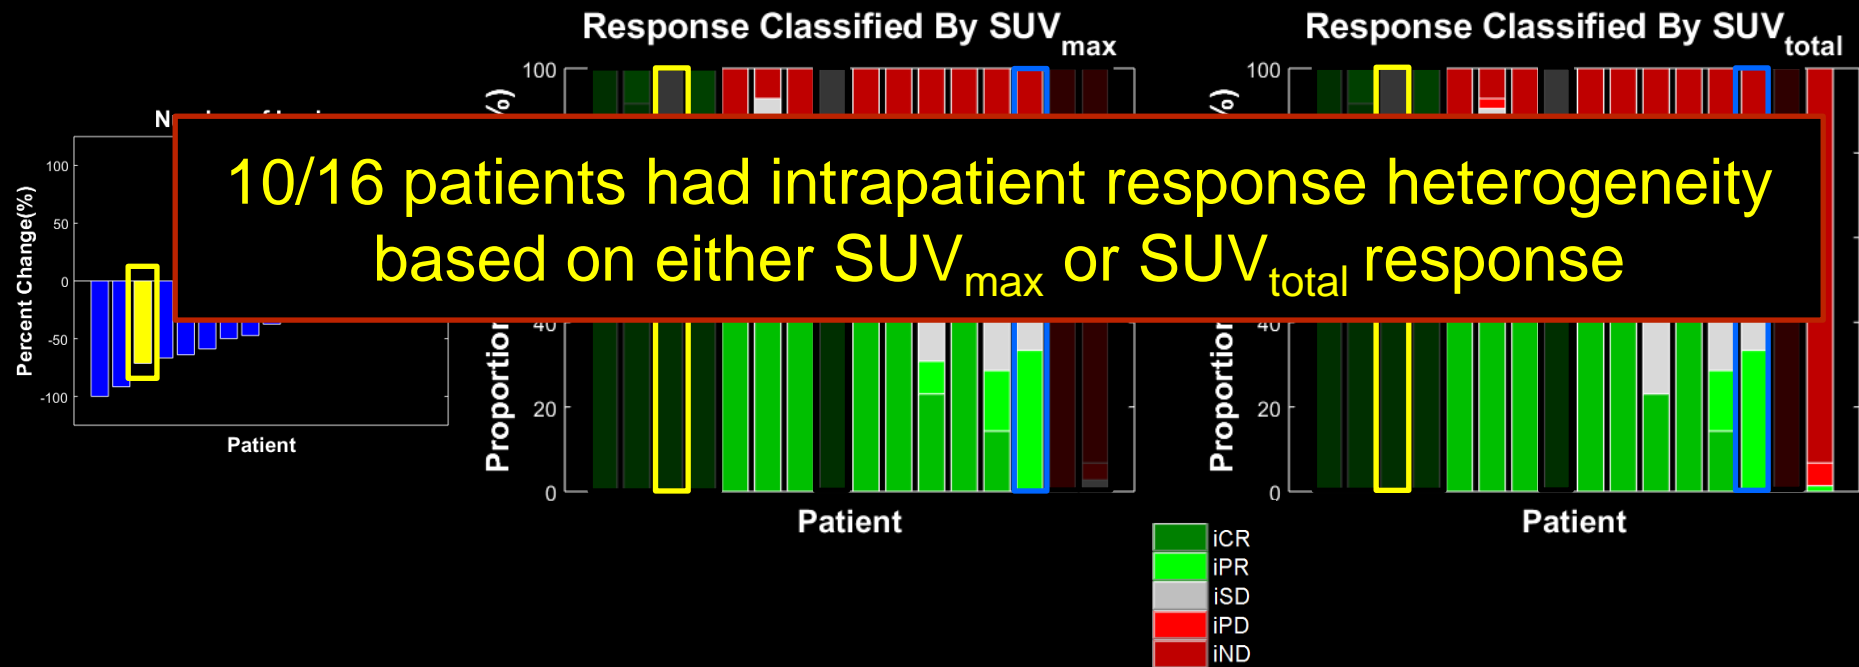 Response Classified By SUVmax
Response Classified By SUVtotal
100
100
100
50
0
-50
-100
Percent Change(%)
Patient
10/16 patients had intrapatient response heterogeneity
based on either SUVmax or SUVtotal response
40
20
0
Patient
40
20
0
Patient
iCR
iPR
iSD
iPD
iND